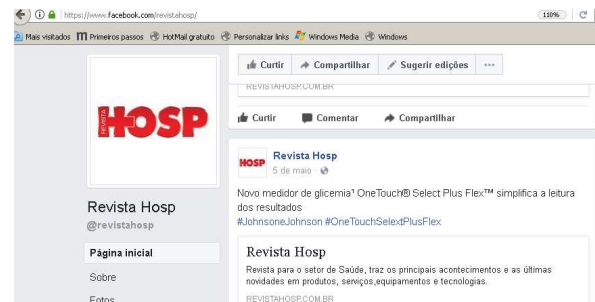 https://www.facebook.com/revistahosp/
110%
Mais visitados Primeiros passos HotMail gratuito Personalizar links Windows Media Windows
Curtir Compartilhar Sugerir edições ...
REVISTAHOSP.COM.BR
Curtir Comentar Compartilhar
REVISTA HOSP
HOSP
Revista Hosp
5 de maio ·
Novo medidor de glicemia¹ OneTouch® Select Plus Flex™ simplifica a leitura
dos resultados
#JohnsoneJohnson #OneTouchSelextPlusFlex
Revista Hosp
@revistahosp
Página inicial
Sobre
Fotos
Revista Hosp
Revista para o setor de Saúde, traz os principais acontecimentos e as últimas
novidades em produtos, serviços,equipamentos e tecnologias.
REVISTAHOSP.COM.BR